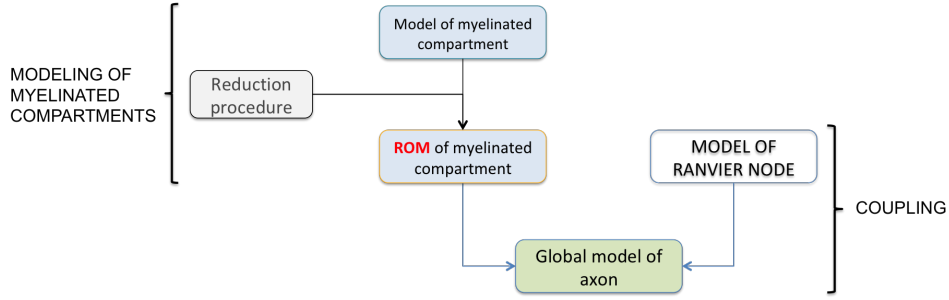 Model of myelinated
compartment
MODELING OF
MYELINATED
COMPARTMENTS
Reduction
procedure
ROM of myelinated
compartment
MODEL OF
RANVIER NODE
COUPLING
Global model of
axon